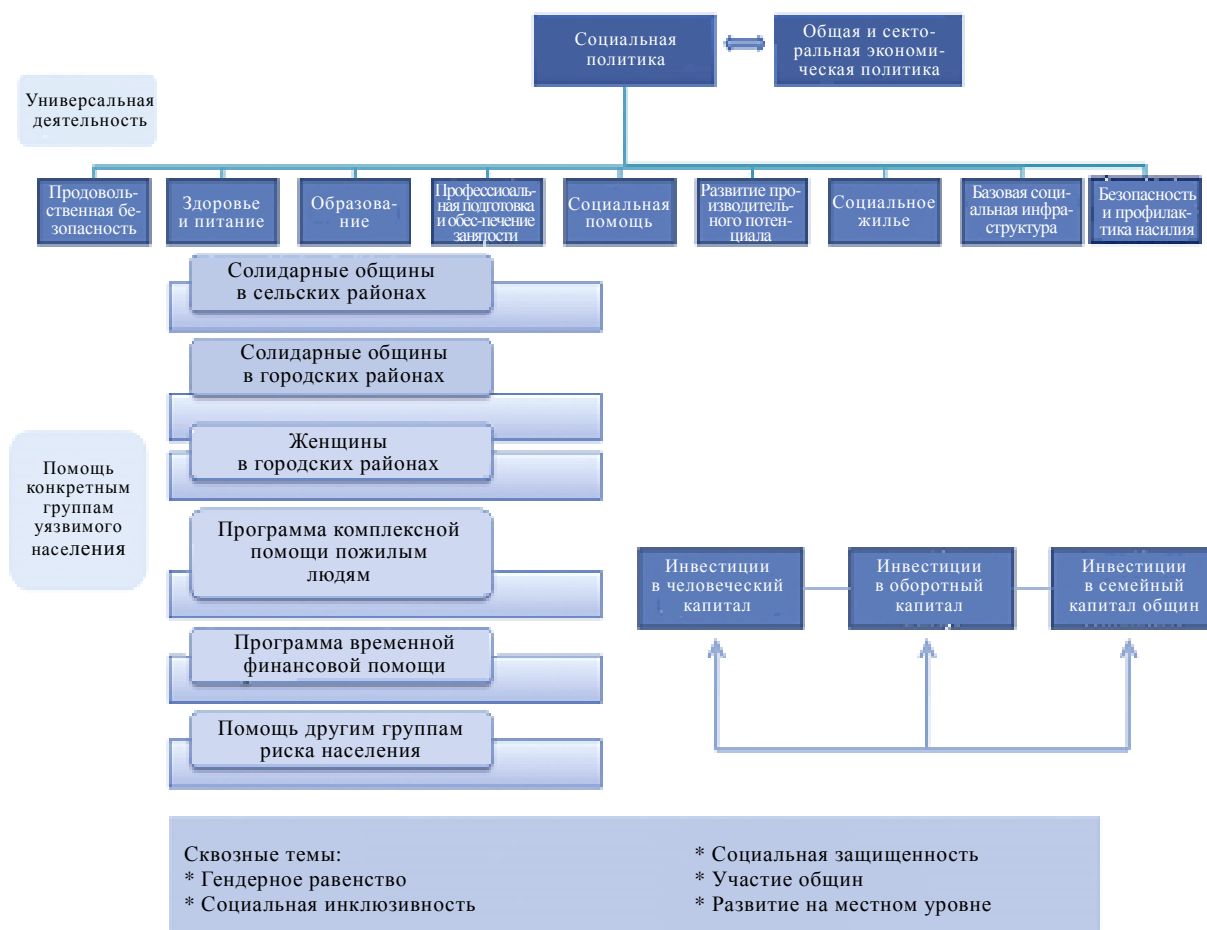 Социальная
политика
Общая и секто-
ральная экономи-
ческая политика
Универсальная
деятельность
Продоволь-
ственная бе-
зопасность
Здоровье
и питание
Образова-
ние
Профессиоаль-
ная подготовка
и обес-печение
занятости
Социальная
помощь
Развитие про-
изводитель-
ного потен-
циала
Социальное
жилье
Базовая соци-
альная инфра-
структура
Безопасность
и профилак-
тика насилия
Солидарные общины
в сельских районах
Солидарные общины
в городских районах
Женщины
в городских районах
Помощь
конкретным
группам
уязвимого
населения
Программа комплексной
помощи пожилым
людям
Программа временной
финансовой помощи
Помощь другим группам
риска населения
Инвестиции
в человеческий
капитал
Инвестиции
в оборотный
капитал
Инвестиции
в семейный
капитал общин
Сквозные темы:
* Гендерное равенство
* Социальная инклюзивность
* Социальная защищенность
* Участие общин
* Развитие на местном уровне